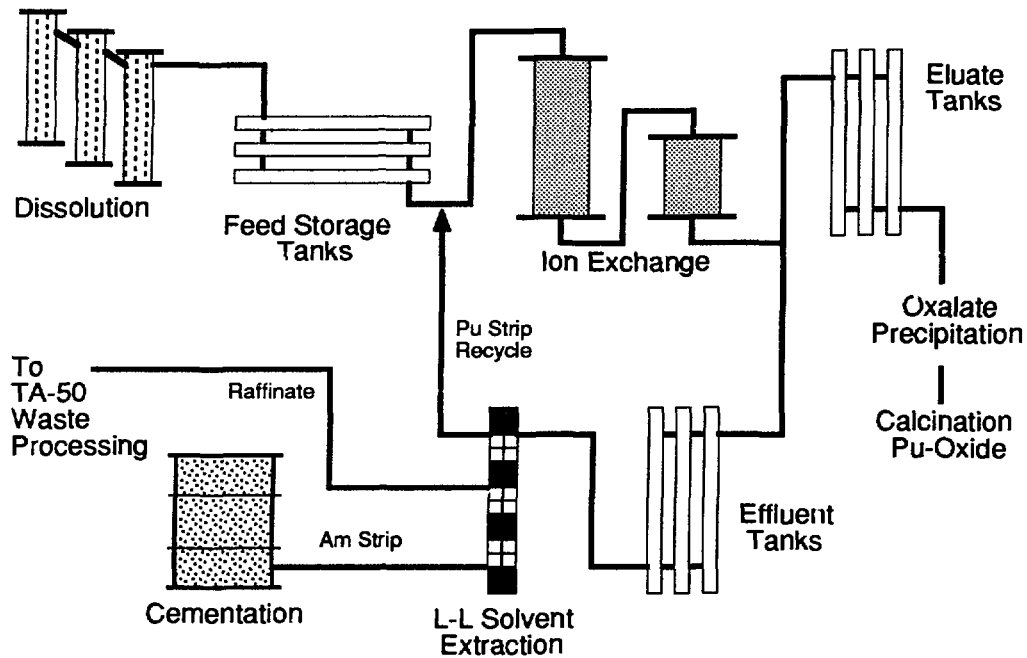 Dissolution
Feed Storage
Tanks
Ion Exchange
Eluate
Tanks
Oxalate
Precipitation
Calcination
Pu-Oxide
Pu Strip
Recycle
To
TA-50
Waste
Processing
Raffinate
Am Strip
Cementation
L-L Solvent
Extraction
Effluent
Tanks